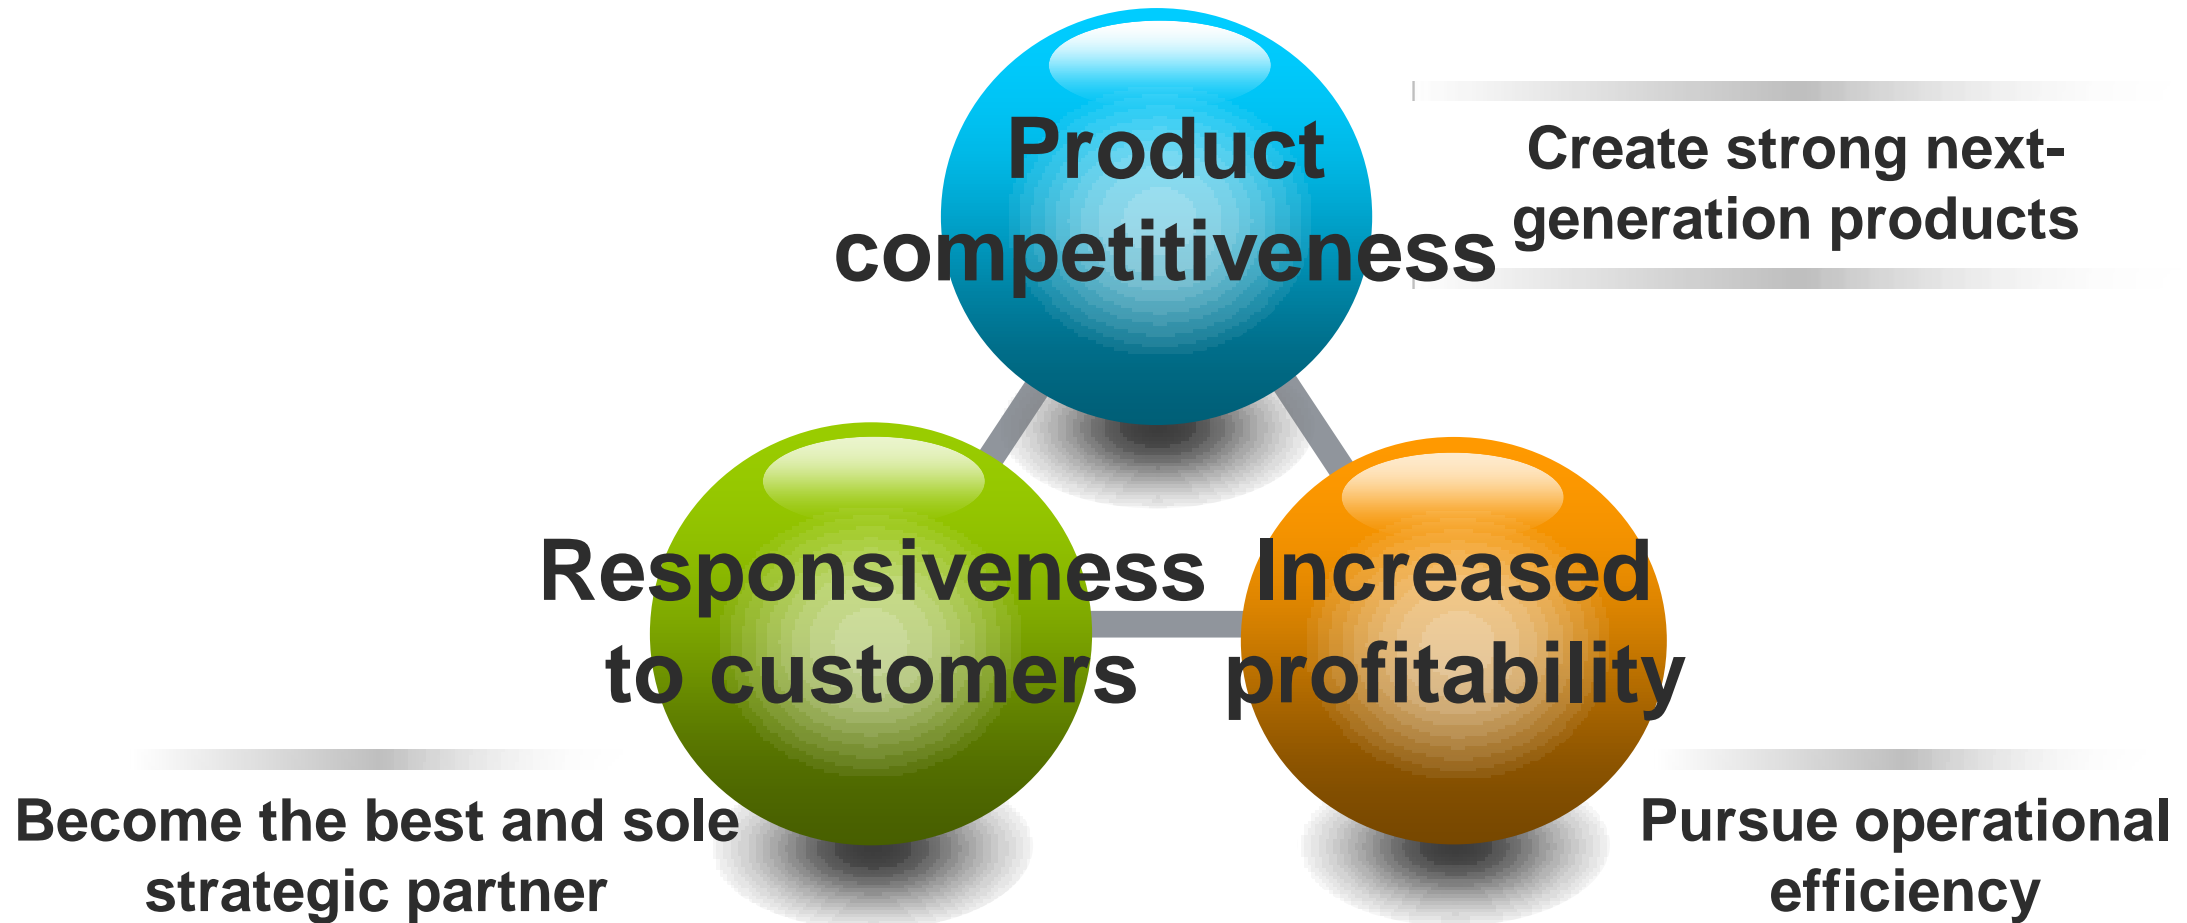 Product
competitiveness
Create strong next-
generation products
Responsiveness
to customers
Increased
profitability
Become the best and sole
strategic partner
Pursue operational
efficiency